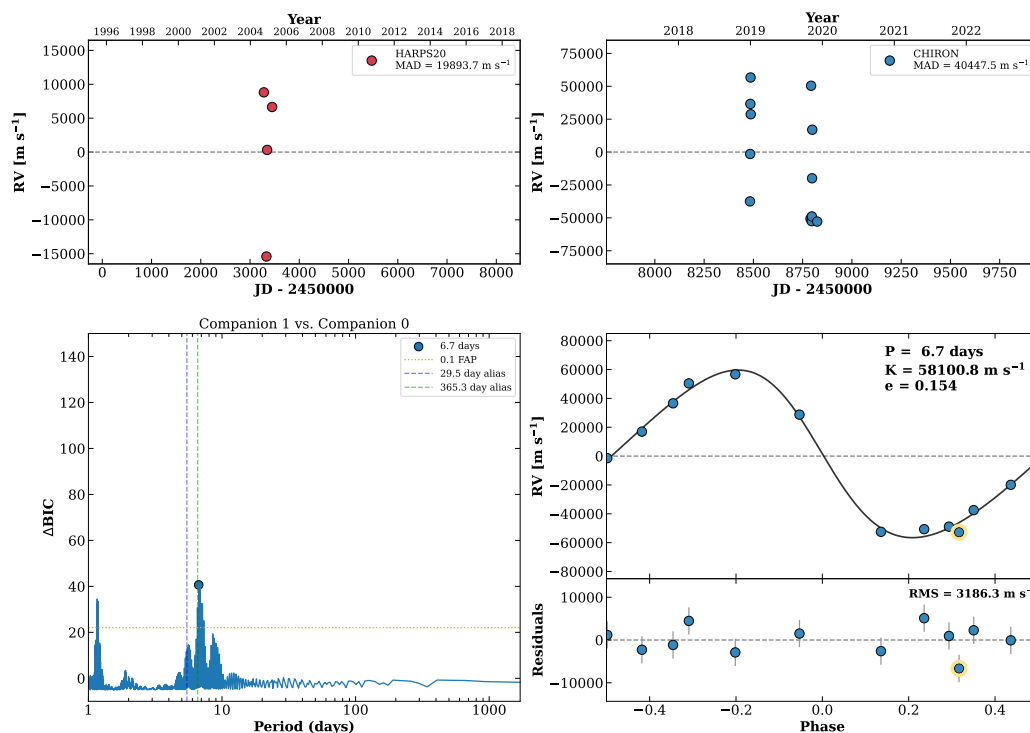 Year
1996 1998 2000 2002 2004 2006 2008 2010 2012 2014 2016 2018
HARPS20
MAD = 19893.7 m s⁻¹
RV [m s⁻¹]
15000
10000
5000
0
−5000
−10000
−15000
0 1000 2000 3000 4000 5000 6000 7000 8000
JD - 2450000
Year
2018 2019 2020 2021 2022
CHIRON
MAD = 40447.5 m s⁻¹
RV [m s⁻¹]
75000
50000
25000
0
−25000
−50000
−75000
8000 8250 8500 8750 9000 9250 9500 9750
JD - 2450000
Companion 1 vs. Companion 0
6.7 days
0.1 FAP
29.5 day alias
365.3 day alias
ΔBIC
140
120
100
80
60
40
20
0
1 10 100 1000
Period (days)
P = 6.7 days
K = 58100.8 m s⁻¹
e = 0.154
RV [m s⁻¹]
80000
60000
40000
20000
0
−20000
−40000
−60000
−80000
RMS = 3186.3 m s⁻
Residuals
10000
0
−10000
−0.4 −0.2 0.0 0.2 0.4
Phase